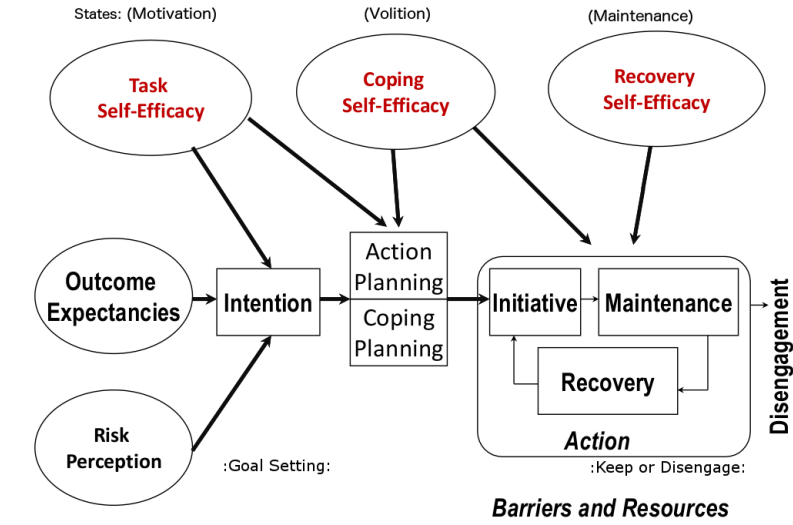 States: (Motivation)
(Volition)
(Maintenance)
Task
Self-Efficacy
Coping
Self-Efficacy
Recovery
Self-Efficacy
Outcome
Expectancies
Intention
Action
Planning
Coping
Planning
Initiative
Maintenance
Recovery
Action
Disengagement
Risk
Perception
:Goal Setting:
:Keep or Disengage:
Barriers and Resources